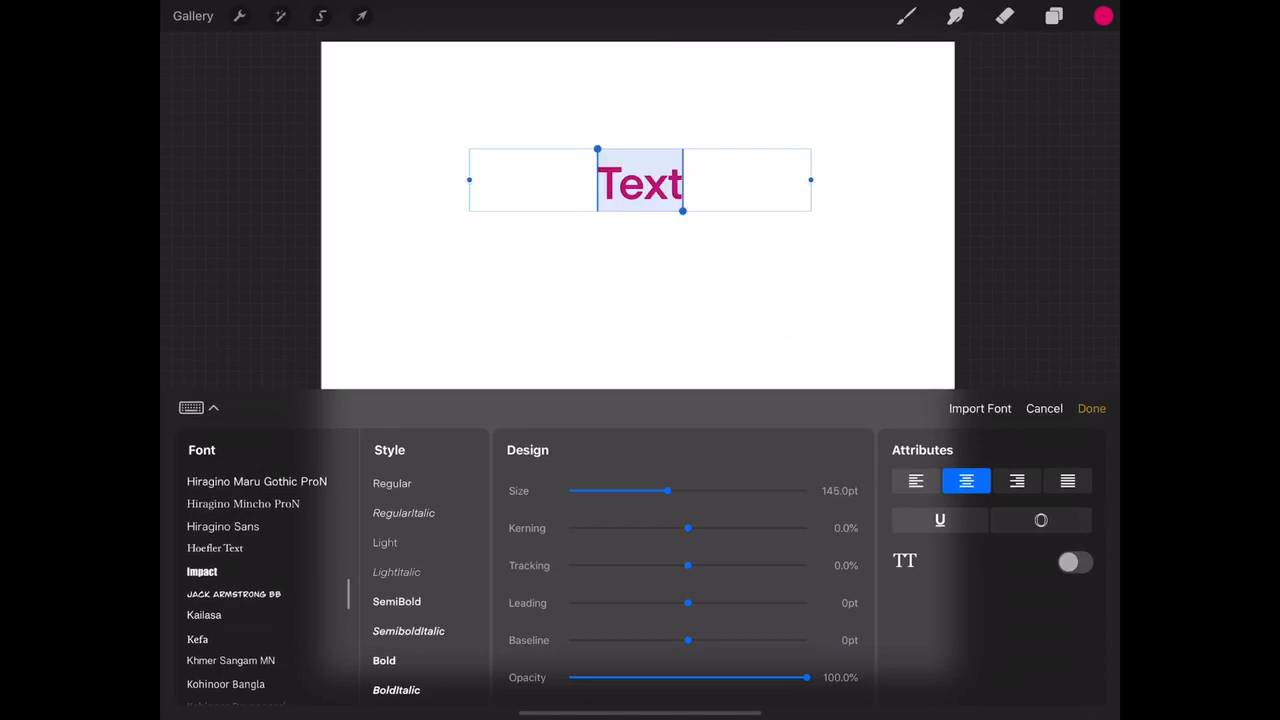 Gallery
Text
Import Font Cancel Done
Font
Hiragino Maru Gothic ProN
Hiragino Mincho ProN
Hiragino Sans
Hoefler Text
Impact
JACK ARMSTRONG BB
Kailasa
Kefa
Khmer Sangam MN
Kohinoor Bangla
Style
Regular
RegularItalic
Light
LightItalic
SemiBold
SemiboldItalic
Bold
BoldItalic
Design
Size 145.0pt
Kerning 0.0%
Tracking 0.0%
Leading 0pt
Baseline 0pt
Opacity 100.0%
Attributes
U O
TT